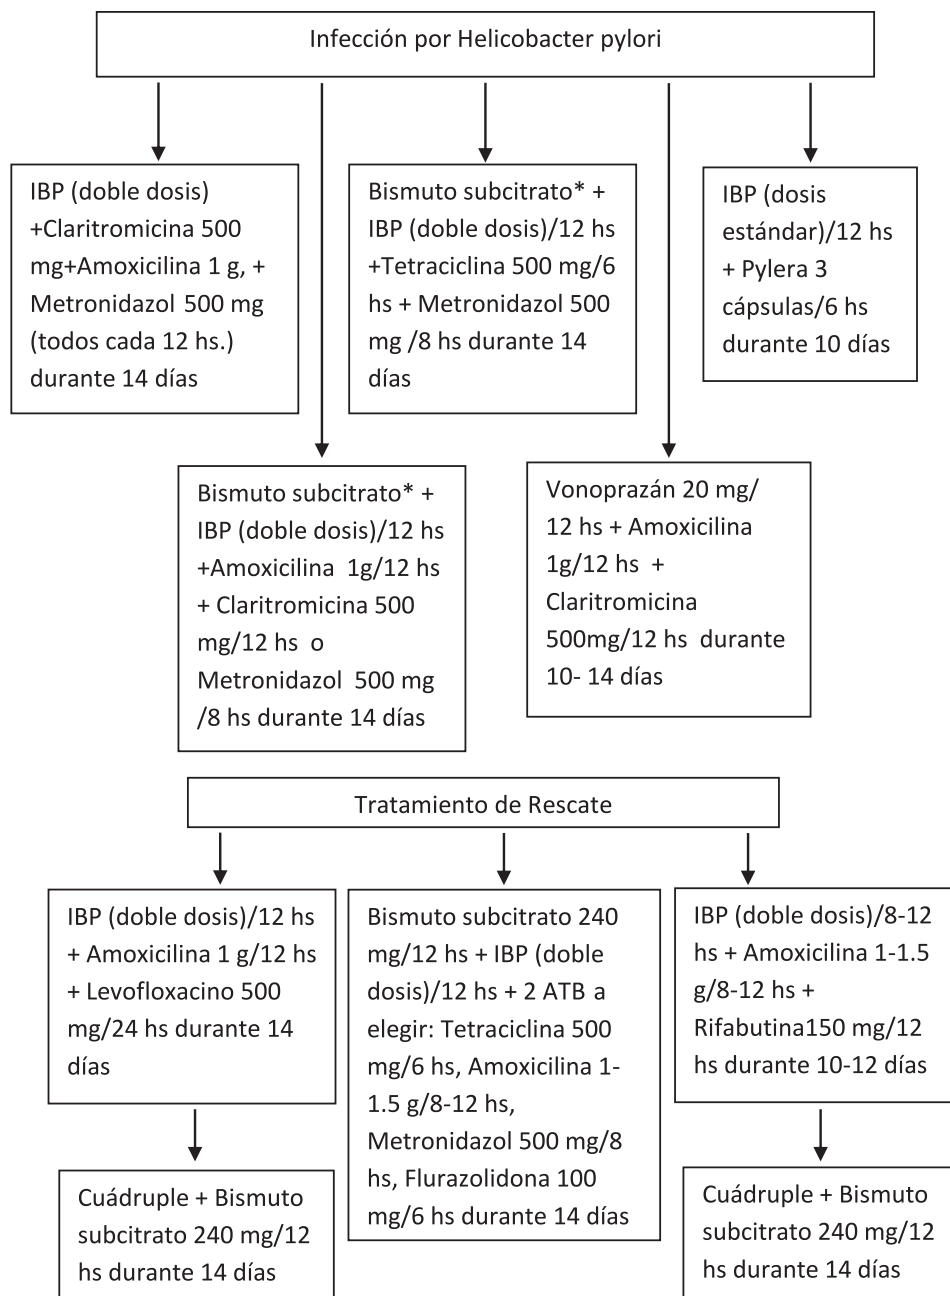 Infección por Helicobacter pylori
IBP (doble dosis)
+Claritromicina 500
mg+Amoxicilina 1 g, +
Metronidazol 500 mg
(todos cada 12 hs.)
durante 14 días
Bismuto subcitrato* +
IBP (doble dosis)/12 hs
+Tetraciclina 500 mg/6
hs + Metronidazol 500
mg /8 hs durante 14
días
IBP (dosis
estándar)/12 hs
+ Pylera 3
cápsulas/6 hs
durante 10 días
Bismuto subcitrato* +
IBP (doble dosis)/12 hs
+Amoxicilina 1g/12 hs
+ Claritromicina 500
mg/12 hs o
Metronidazol 500 mg
/8 hs durante 14 días
Vonoprazán 20 mg/
12 hs + Amoxicilina
1g/12 hs +
Claritromicina
500mg/12 hs durante
10- 14 días
Tratamiento de Rescate
IBP (doble dosis)/12 hs
+ Amoxicilina 1 g/12 hs
+ Levofloxacino 500
mg/24 hs durante 14
días
Bismuto subcitrato 240
mg/12 hs + IBP (doble
dosis)/12 hs + 2 ATB a
elegir: Tetraciclina 500
mg/6 hs, Amoxicilina 1-
1.5 g/8-12 hs,
Metronidazol 500 mg/8
hs, Flurazolidona 100
mg/6 hs durante 14 días
IBP (doble dosis)/8-12
hs + Amoxicilina 1-1.5
g/8-12 hs +
Rifabutina150 mg/12
hs durante 10-12 días
Cuádruple + Bismuto
subcitrato 240 mg/12
hs durante 14 días
Cuádruple + Bismuto
subcitrato 240 mg/12
hs durante 14 días